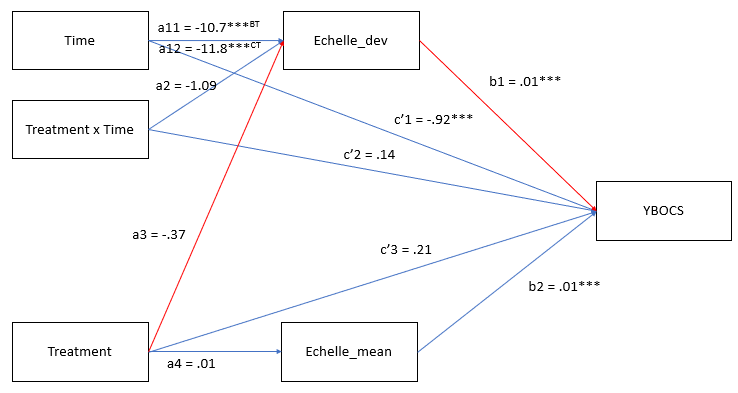 a11 = -10.7***BT
Time
Echelle_dev
a12 = -11.8***CT
b1 = .01***
a2 = -1.09
c’1 = -.92***
Treatment x Time
c’2 = .14
YBOCS
a3 = -.37
c’3 = .21
b2 = .01***
Treatment
Echelle_mean
a4 = .01